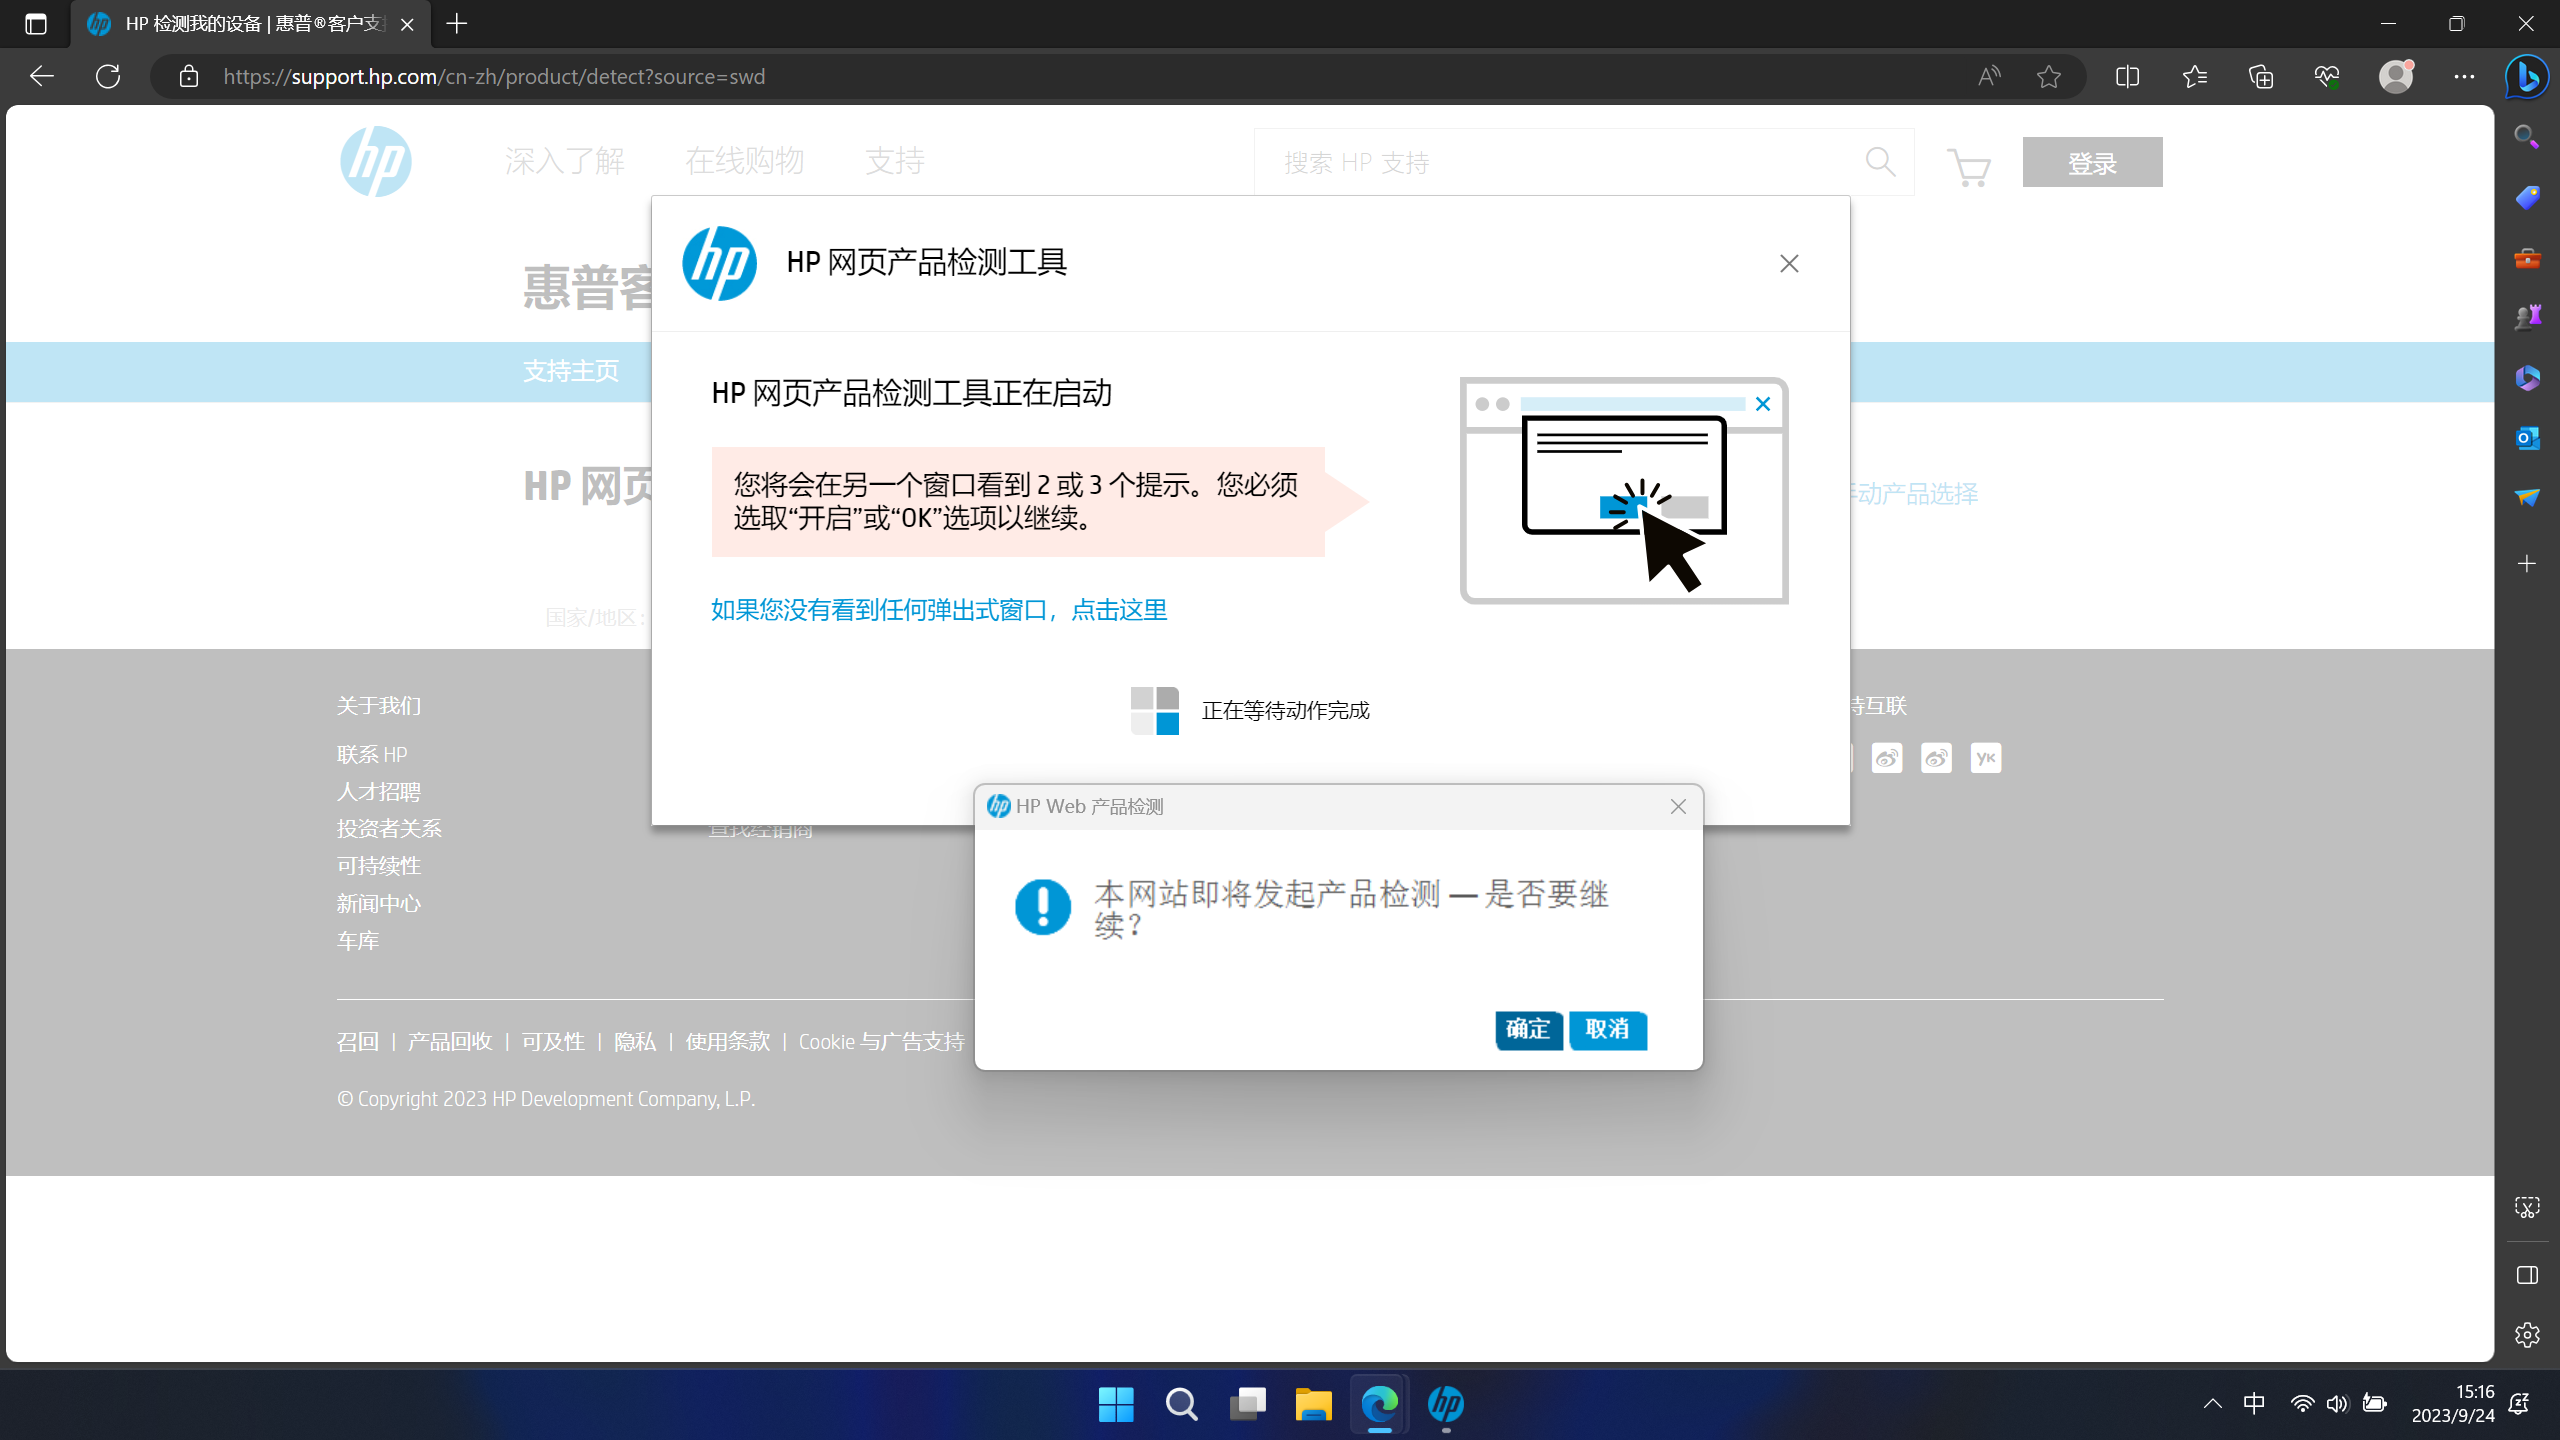 HP 检测我的设备 | 惠普®客户支
https://support.hp.com/cn-zh/product/detect?source=swd
hp
深入了解
在线购物
支持
搜索 HP 支持
登录
惠普客
支持主页
HP 网页
手动产品选择
国家/地区:
hp
HP 网页产品检测工具
HP 网页产品检测工具正在启动
您将会在另一个窗口看到 2 或 3 个提示。您必须
选取“开启”或“OK”选项以继续。
如果您没有看到任何弹出式窗口，点击这里
正在等待动作完成
HP Web 产品检测
本网站即将发起产品检测 — 是否要继
续？
确定
取消
关于我们
联系 HP
人才招聘
投资者关系
可持续性
新闻中心
车库
查找经销商
持互联
YK
召回 | 产品回收 | 可及性 | 隐私 | 使用条款 | Cookie 与广告支持
© Copyright 2023 HP Development Company, L.P.
中
15:16
2023/9/24